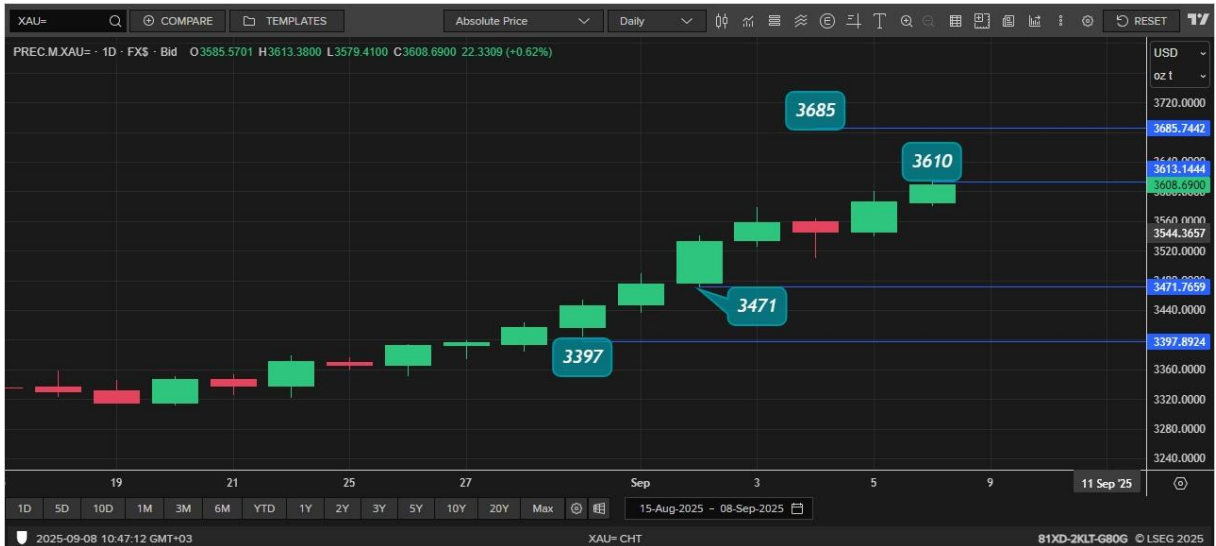 XAU= COMPARE TEMPLATES Absolute Price Daily RESET
PREC.M.XAU= · 1D · FX$ · Bid O3585.5701 H3613.3800 L3579.4100 C3608.6900 22.3309 (+0.62%)
USD
oz t
3720.0000
3685
3685.7442
3610
3613.1444
3608.6900
3560.0000
3544.3657
3520.0000
3471.7659
3471
3440.0000
3397.8924
3397
3360.0000
3320.0000
3280.0000
3240.0000
19 21 25 27 Sep 3 5 9 11 Sep '25
1D 5D 10D 1M 3M 6M YTD 1Y 2Y 3Y 5Y 10Y 20Y Max 15-Aug-2025 - 08-Sep-2025
2025-09-08 10:47:12 GMT+03 XAU= CHT 81XD-2KLT-G80G © LSEG 2025